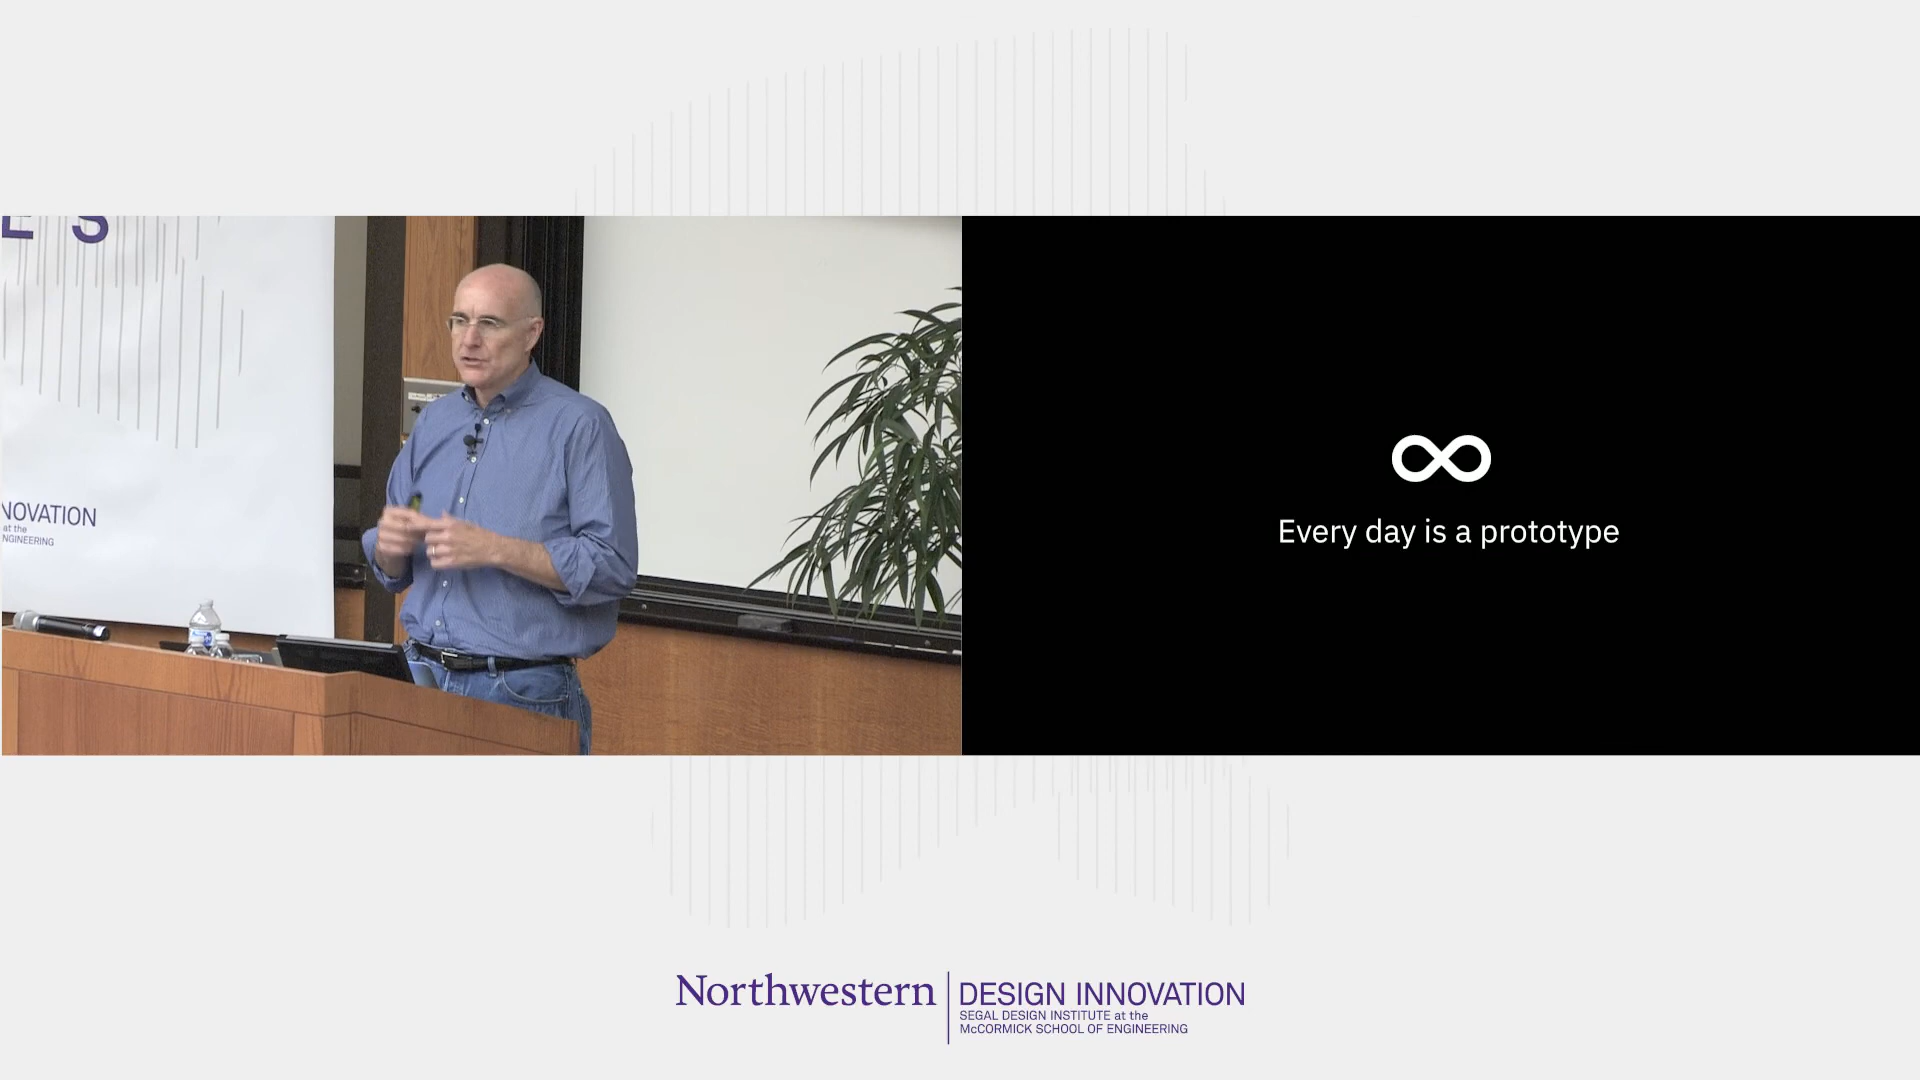 E'S
NOVATION
at the
NGINEERING
Every day is a prototype
Northwestern
DESIGN INNOVATION
SEGAL DESIGN INSTITUTE at the
McCORMICK SCHOOL OF ENGINEERING